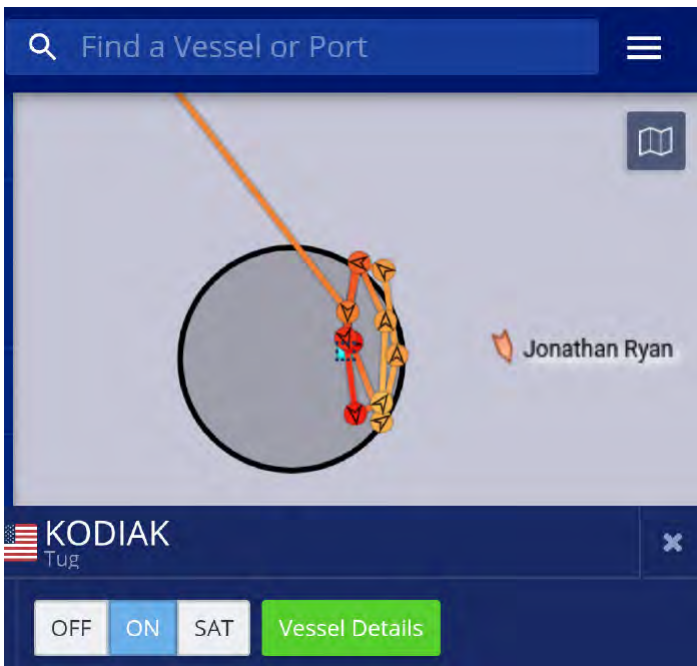 Find a Vessel or Port
Jonathan Ryan
KODIAK
Tug
OFF ON SAT Vessel Details